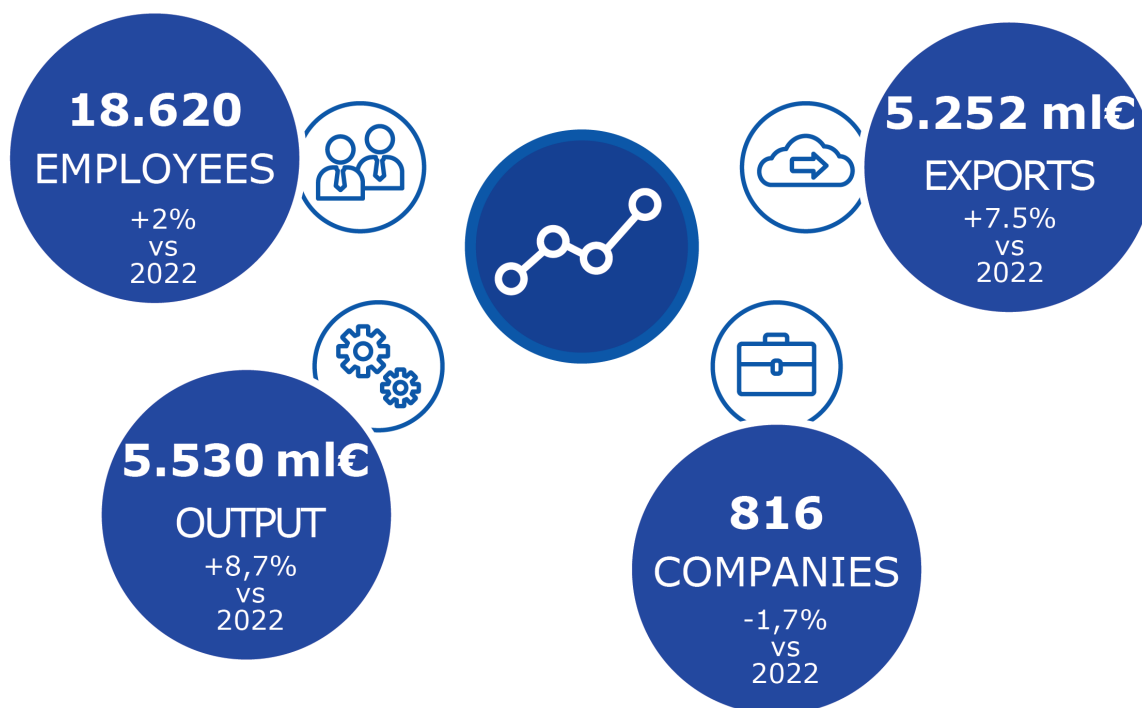 18.620
EMPLOYEES
+2%
vs
2022
5.252 ml€
EXPORTS
+7.5%
vs
2022
5.530 ml€
OUTPUT
+8,7%
vs
2022
816
COMPANIES
-1,7%
vs
2022